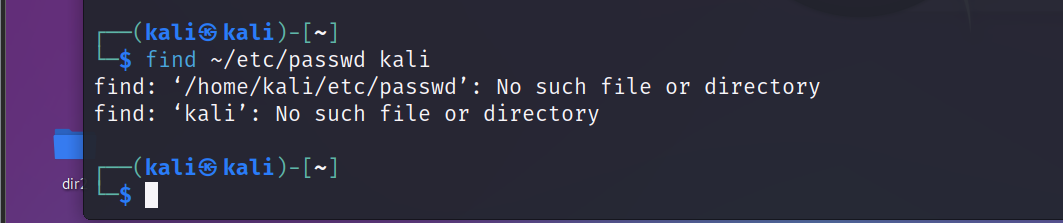 ┌──(kali㉿kali)-[~]
└─$ find ~/etc/passwd kali
find: ‘/home/kali/etc/passwd’: No such file or directory
find: ‘kali’: No such file or directory
┌──(kali㉿kali)-[~]
└─$